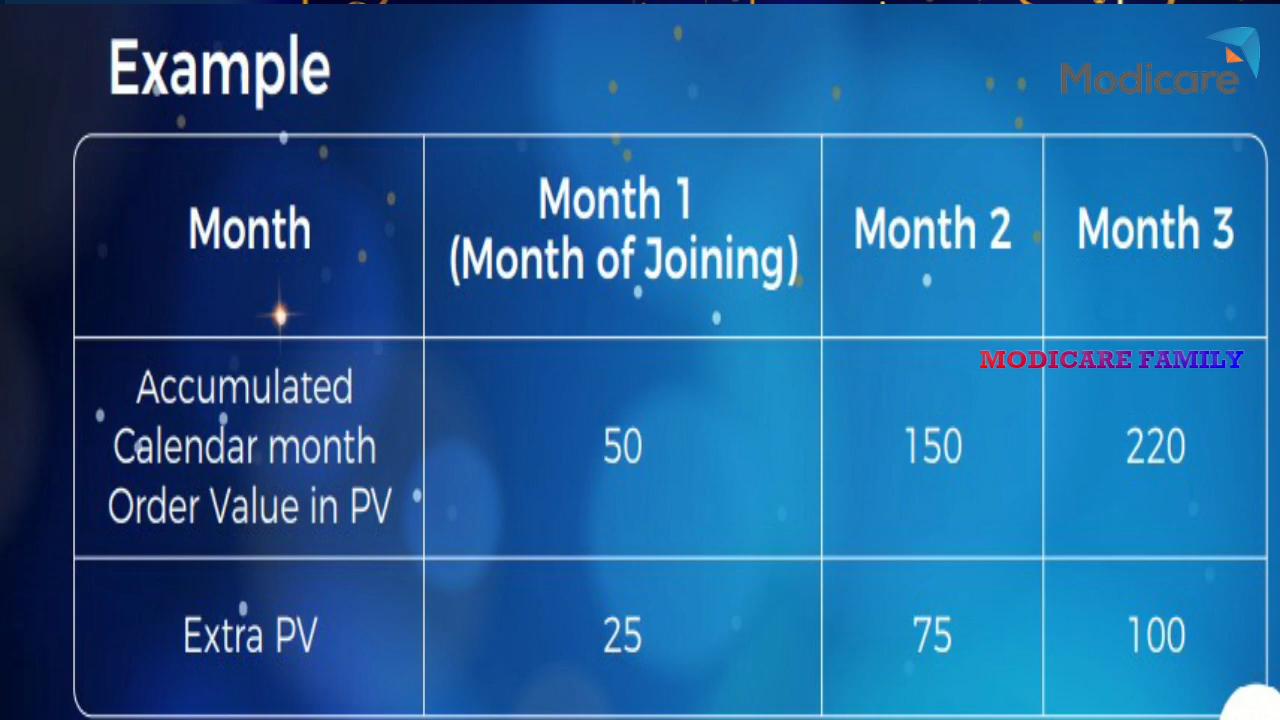 Example
Modicare
Month
Month 1
(Month of Joining)
Month 2
Month 3
MODICARE FAMILY
Accumulated
Calendar month
Order Value in PV
50
150
220
Extra PV
25
75
100